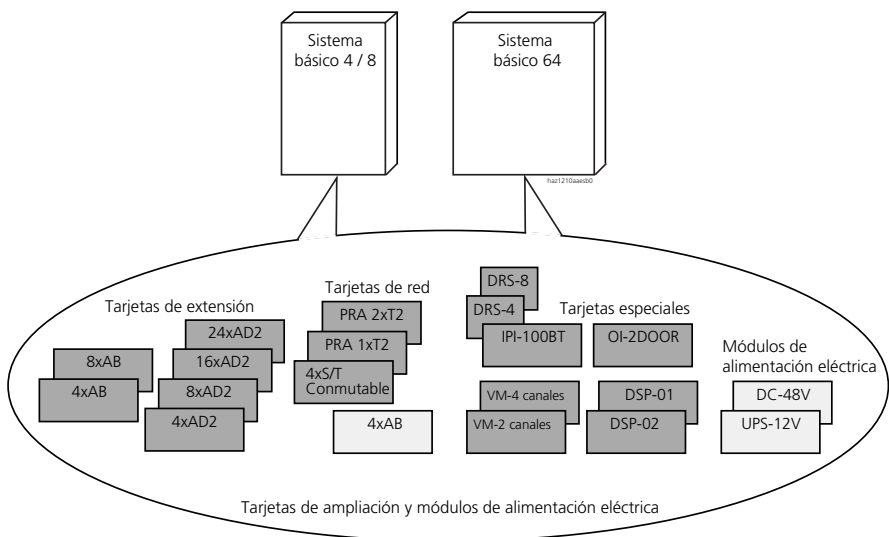 Sistema
básico 4 / 8
Sistema
básico 64
haz1210aaesb0
Tarjetas de extensión
24xAD2
16xAD2
8xAD2
4xAD2
8xAB
4xAB
Tarjetas de red
PRA 2xT2
PRA 1xT2
4xS/T
Conmutable
4xAB
DRS-8
DRS-4
IPI-100BT
Tarjetas especiales
OI-2DOOR
VM-4 canales
VM-2 canales
DSP-01
DSP-02
Módulos de
alimentación eléctrica
DC-48V
UPS-12V
Tarjetas de ampliación y módulos de alimentación eléctrica